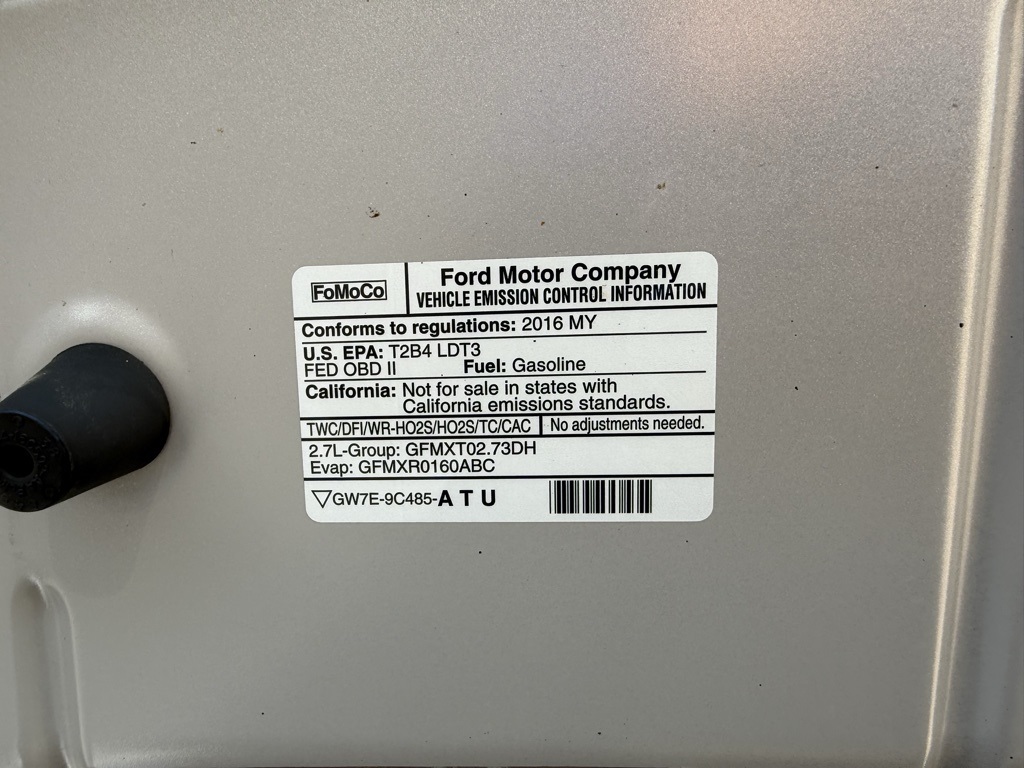 FoMoCo
Ford Motor Company
VEHICLE EMISSION CONTROL INFORMATION
Conforms to regulations: 2016 MY
U.S. EPA: T2B4 LDT3
FED OBD II Fuel: Gasoline
California: Not for sale in states with
California emissions standards.
TWC/DFI/WR-HO2S/HO2S/TC/CAC No adjustments needed.
2.7L-Group: GFMXT02.73DH
Evap: GFMXR0160ABC
GW7E-9C485-A T U